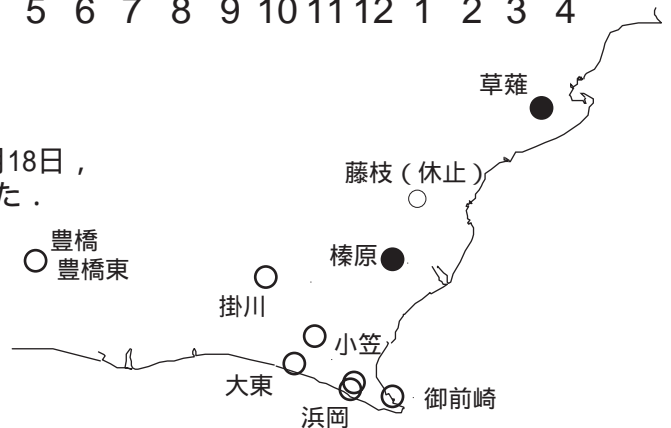 5 6 7 8 9 10 11 12 1 2 3 4
草薙
月18日，
た．
藤枝（休止）
豊橋
豊橋東
榛原
掛川
小笠
大東
御前崎
浜岡